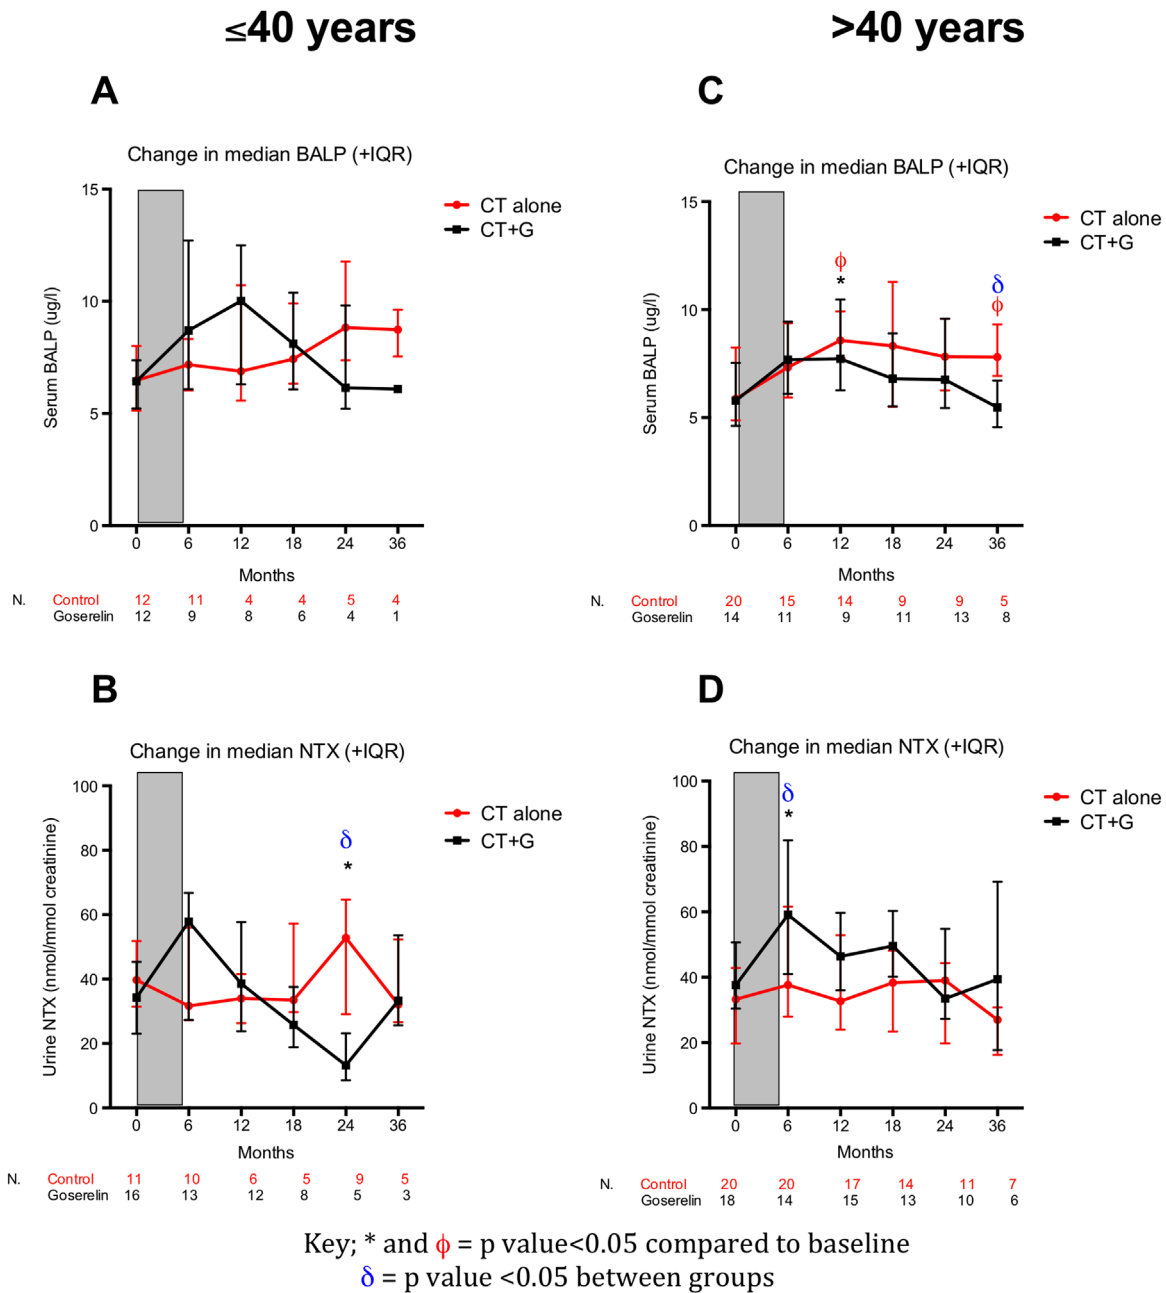 ≤40 years
>40 years
A
Change in median BALP (+IQR)
Serum BALP (ug/l)
15
10
5
0
CT alone
CT+G
0 6 12 18 24 36
Months
N. Control 12 11 4 4 5 4
Goserelin 12 9 8 6 4 1
C
Change in median BALP (+IQR)
Serum BALP (ug/l)
15
10
5
0
CT alone
CT+G
ϕ
*
δ
ϕ
0 6 12 18 24 36
Months
N. Control 20 15 14 9 9 5
Goserelin 14 11 9 11 13 8
B
Change in median NTX (+IQR)
Urine NTX (nmol/mmol creatinine)
100
80
60
40
20
0
CT alone
CT+G
δ
*
0 6 12 18 24 36
Months
N. Control 11 10 6 5 9 5
Goserelin 16 13 12 8 5 3
D
Change in median NTX (+IQR)
Urine NTX (nmol/mmol creatinine)
100
80
60
40
20
0
CT alone
CT+G
δ
*
0 6 12 18 24 36
Months
N. Control 20 20 17 14 11 7
Goserelin 18 14 15 13 10 6
Key; * and ϕ = p value<0.05 compared to baseline
δ = p value <0.05 between groups